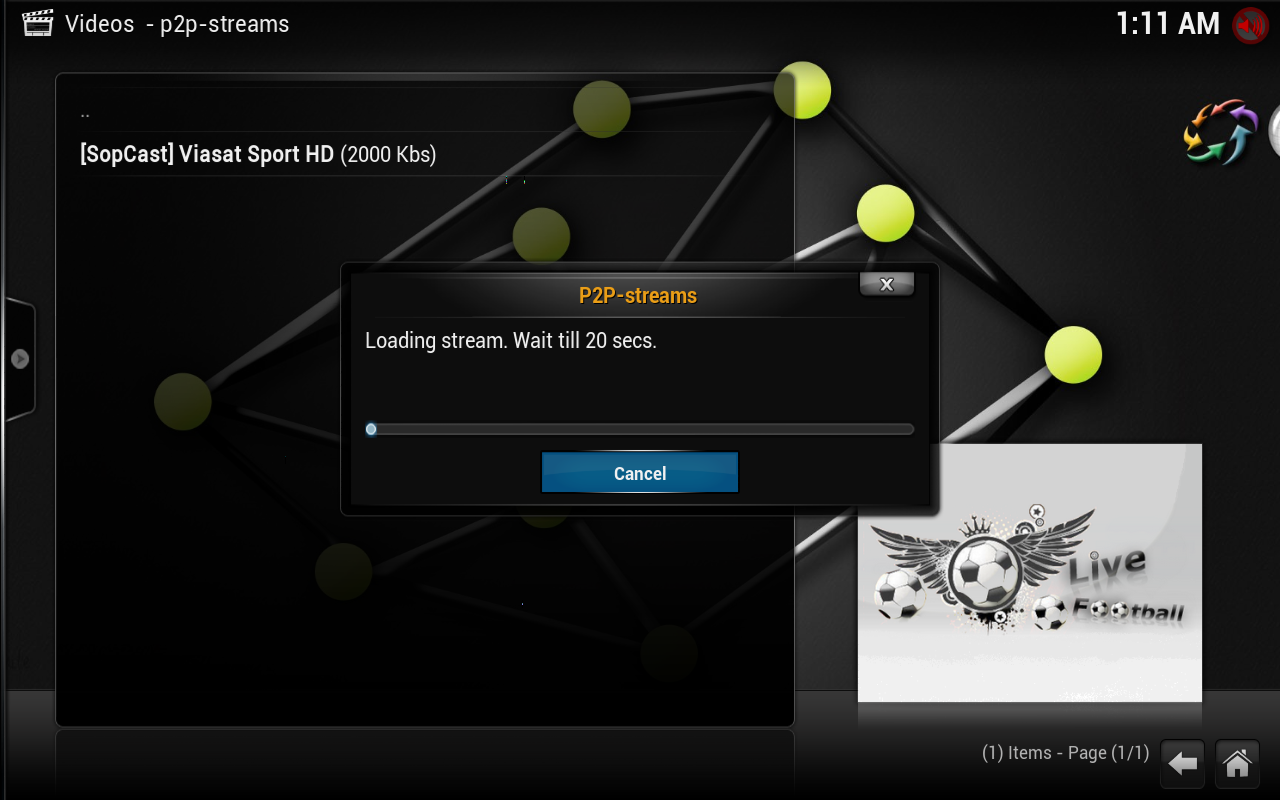 Videos - p2p-streams
1:11 AM
..
[SopCast] Viasat Sport HD (2000 Kbs)
P2P-streams
X
Loading stream. Wait till 20 secs.
Cancel
Live
Football
(1) Items - Page (1/1)